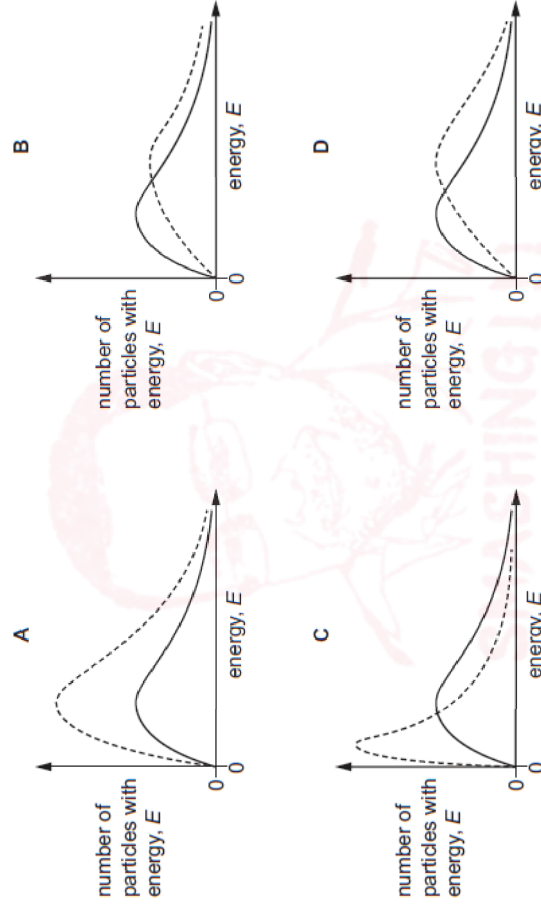 A
number of
particles with
energy, E
0
0
energy, E
B
number of
particles with
energy, E
0
0
energy, E
C
number of
particles with
energy, E
0
0
energy, E
D
number of
particles with
energy, E
0
0
energy, E